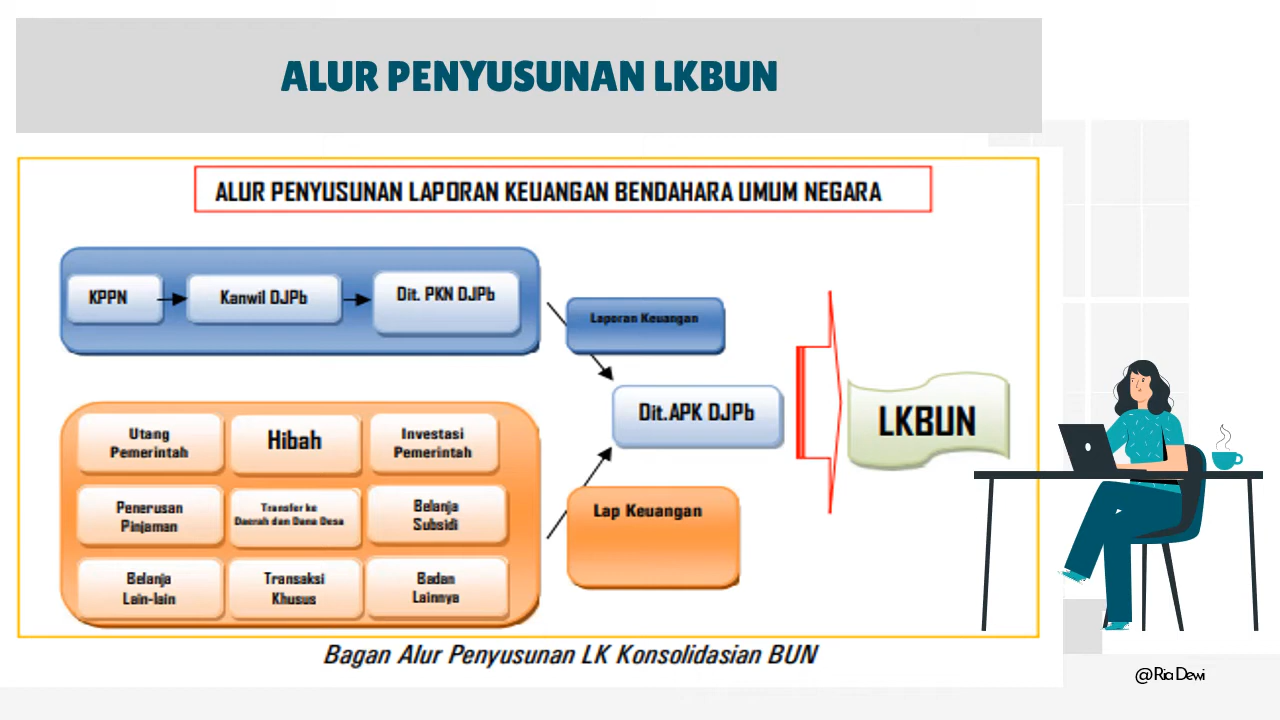 ALUR PENYUSUNAN LKBUN
ALUR PENYUSUNAN LAPORAN KEUANGAN BENDAHARA UMUM NEGARA
KPPN
Kanwil DJPb
Dit. PKN DJPb
Laporan Keuangan
Dit.APK DJPb
LKBUN
Utang
Pemerintah
Hibah
Investasi
Pemerintah
Penerusan
Pinjaman
Transfer ke
Daerah dan Dana Desa
Belanja
Subsidi
Lap Keuangan
Belanja
Lain-lain
Transaksi
Khusus
Badan
Lainnya
Bagan Alur Penyusunan LK Konsolidasian BUN
@Ria Dewi